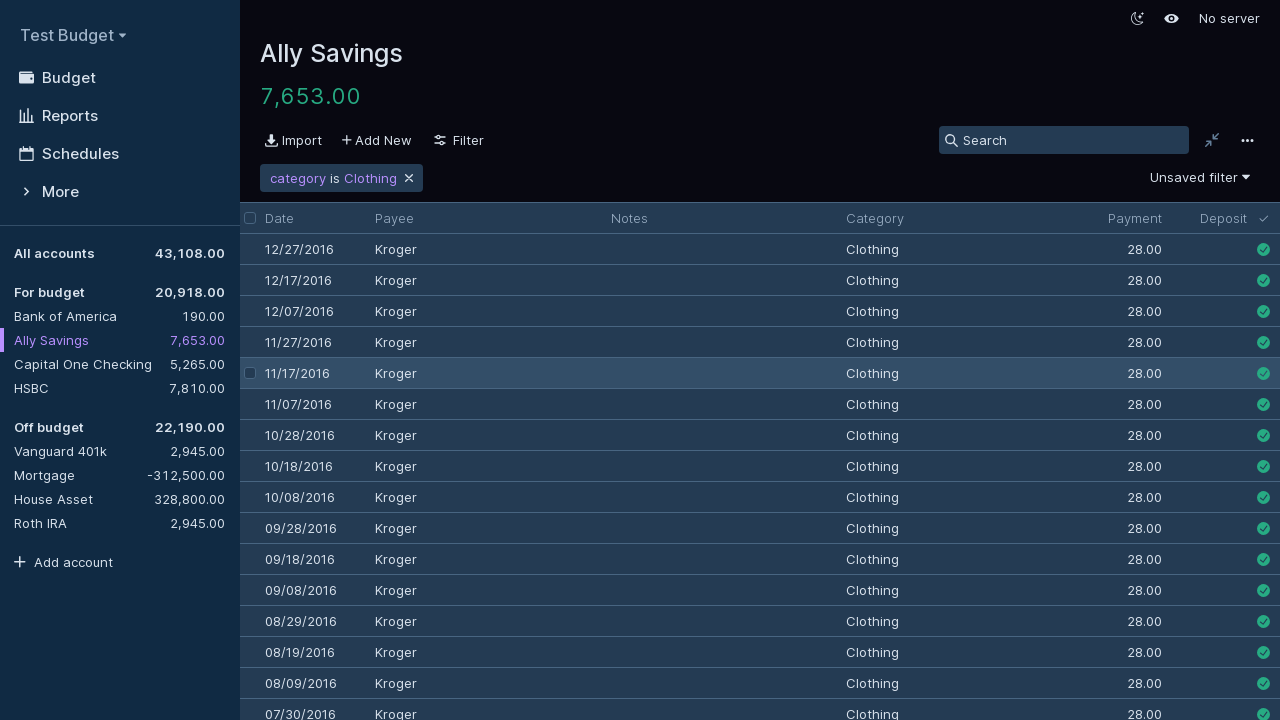 Test Budget
Budget
Reports
Schedules
More
All accounts 43,108.00
For budget 20,918.00
Bank of America 190.00
Ally Savings 7,653.00
Capital One Checking 5,265.00
HSBC 7,810.00
Off budget 22,190.00
Vanguard 401k 2,945.00
Mortgage -312,500.00
House Asset 328,800.00
Roth IRA 2,945.00
Add account
No server
Ally Savings
7,653.00
Import Add New Filter Search
category is Clothing Unsaved filter
Date Payee Notes Category Payment Deposit
12/27/2016 Kroger Clothing 28.00
12/17/2016 Kroger Clothing 28.00
12/07/2016 Kroger Clothing 28.00
11/27/2016 Kroger Clothing 28.00
11/17/2016 Kroger Clothing 28.00
11/07/2016 Kroger Clothing 28.00
10/28/2016 Kroger Clothing 28.00
10/18/2016 Kroger Clothing 28.00
10/08/2016 Kroger Clothing 28.00
09/28/2016 Kroger Clothing 28.00
09/18/2016 Kroger Clothing 28.00
09/08/2016 Kroger Clothing 28.00
08/29/2016 Kroger Clothing 28.00
08/19/2016 Kroger Clothing 28.00
08/09/2016 Kroger Clothing 28.00
07/30/2016 Kroger Clothing 28.00